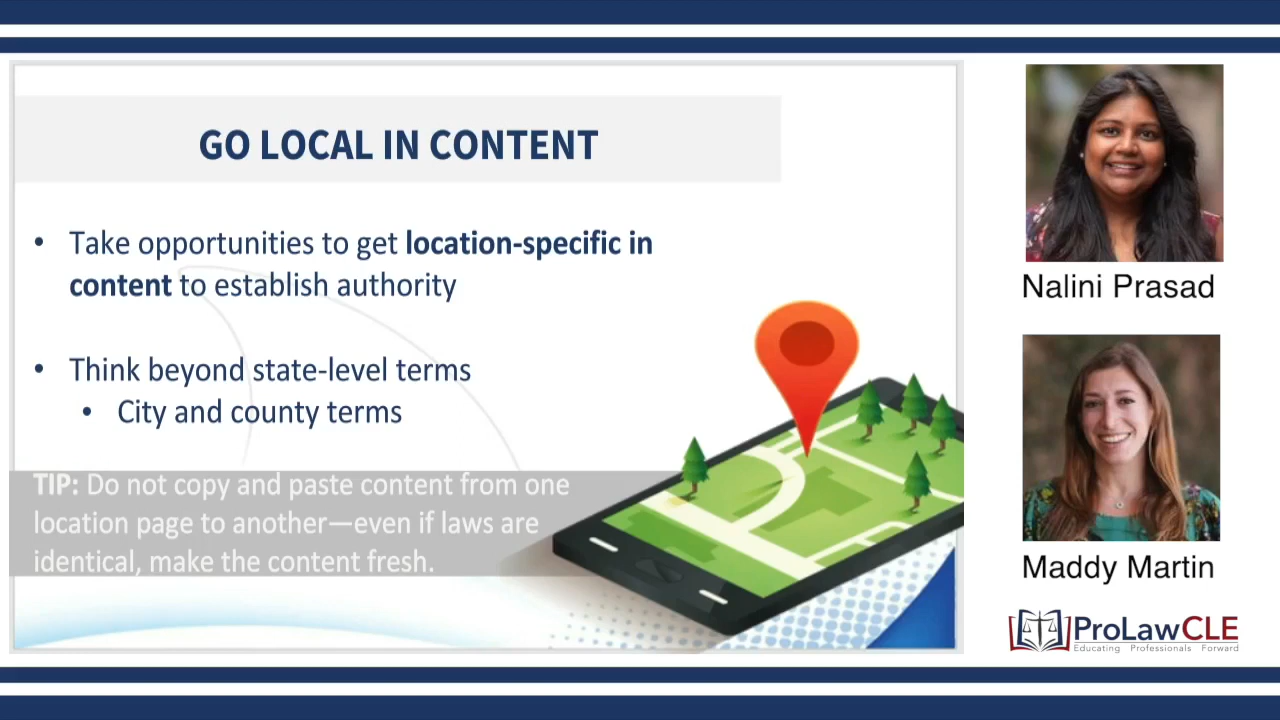 GO LOCAL IN CONTENT
• Take opportunities to get location-specific in
content to establish authority
• Think beyond state-level terms
• City and county terms
TIP: Do not copy and paste content from one
location page to another—even if laws are
identical, make the content fresh.
Nalini Prasad
Maddy Martin
ProLawCLE
Educating Professionals Forward